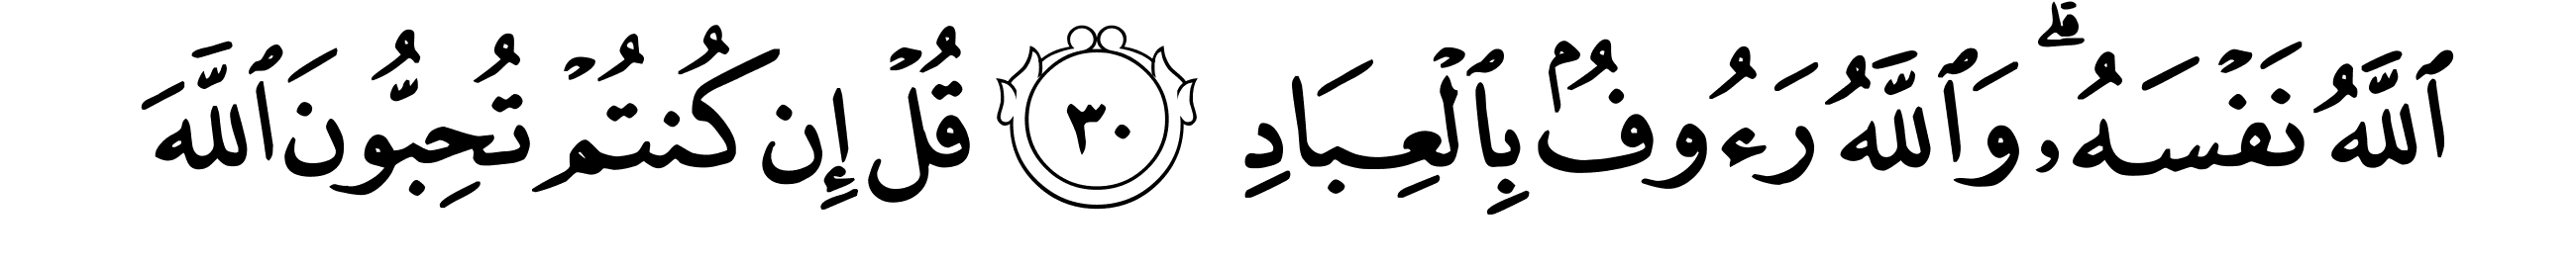 ٱللَّهُ نَفۡسَهُۥۗ وَٱللَّهُ رَءُوفُۢ بِٱلۡعِبَادِ ٣٠ قُلۡ إِن كُنتُمۡ تُحِبُّونَ ٱللَّهَ